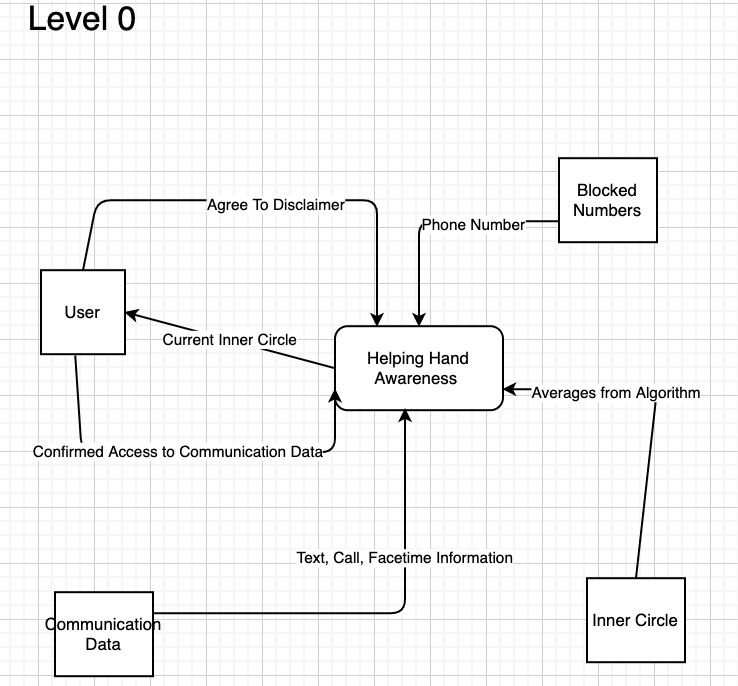 Level 0
Blocked
Numbers
Agree To Disclaimer
Phone Number
User
Current Inner Circle
Helping Hand
Awareness
Averages from Algorithm
Confirmed Access to Communication Data
Text, Call, Facetime Information
Communication
Data
Inner Circle